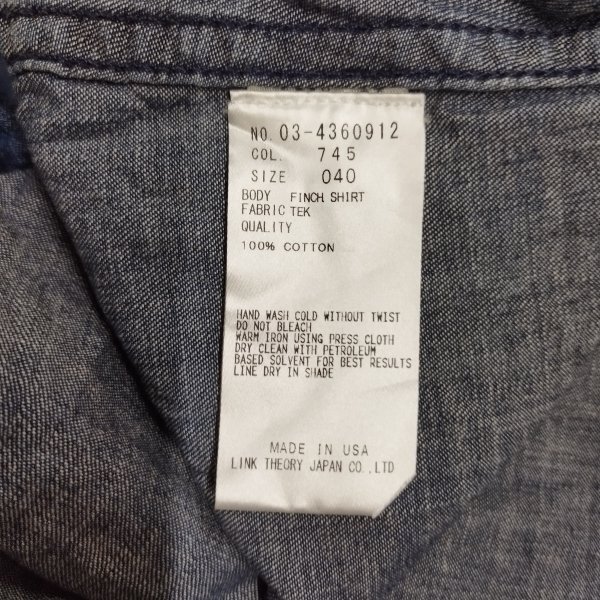 NO. 03-4360912
COL. 745
SIZE 040
BODY FINCH SHIRT
FABRIC TEK
QUALITY
100% COTTON
HAND WASH COLD WITHOUT TWIST
DO NOT BLEACH
WARM IRON USING PRESS CLOTH
DRY CLEAN WITH PETROLEUM
BASED SOLVENT FOR BEST RESULTS
LINE DRY IN SHADE
MADE IN USA
LINK THEORY JAPAN CO.,LTD